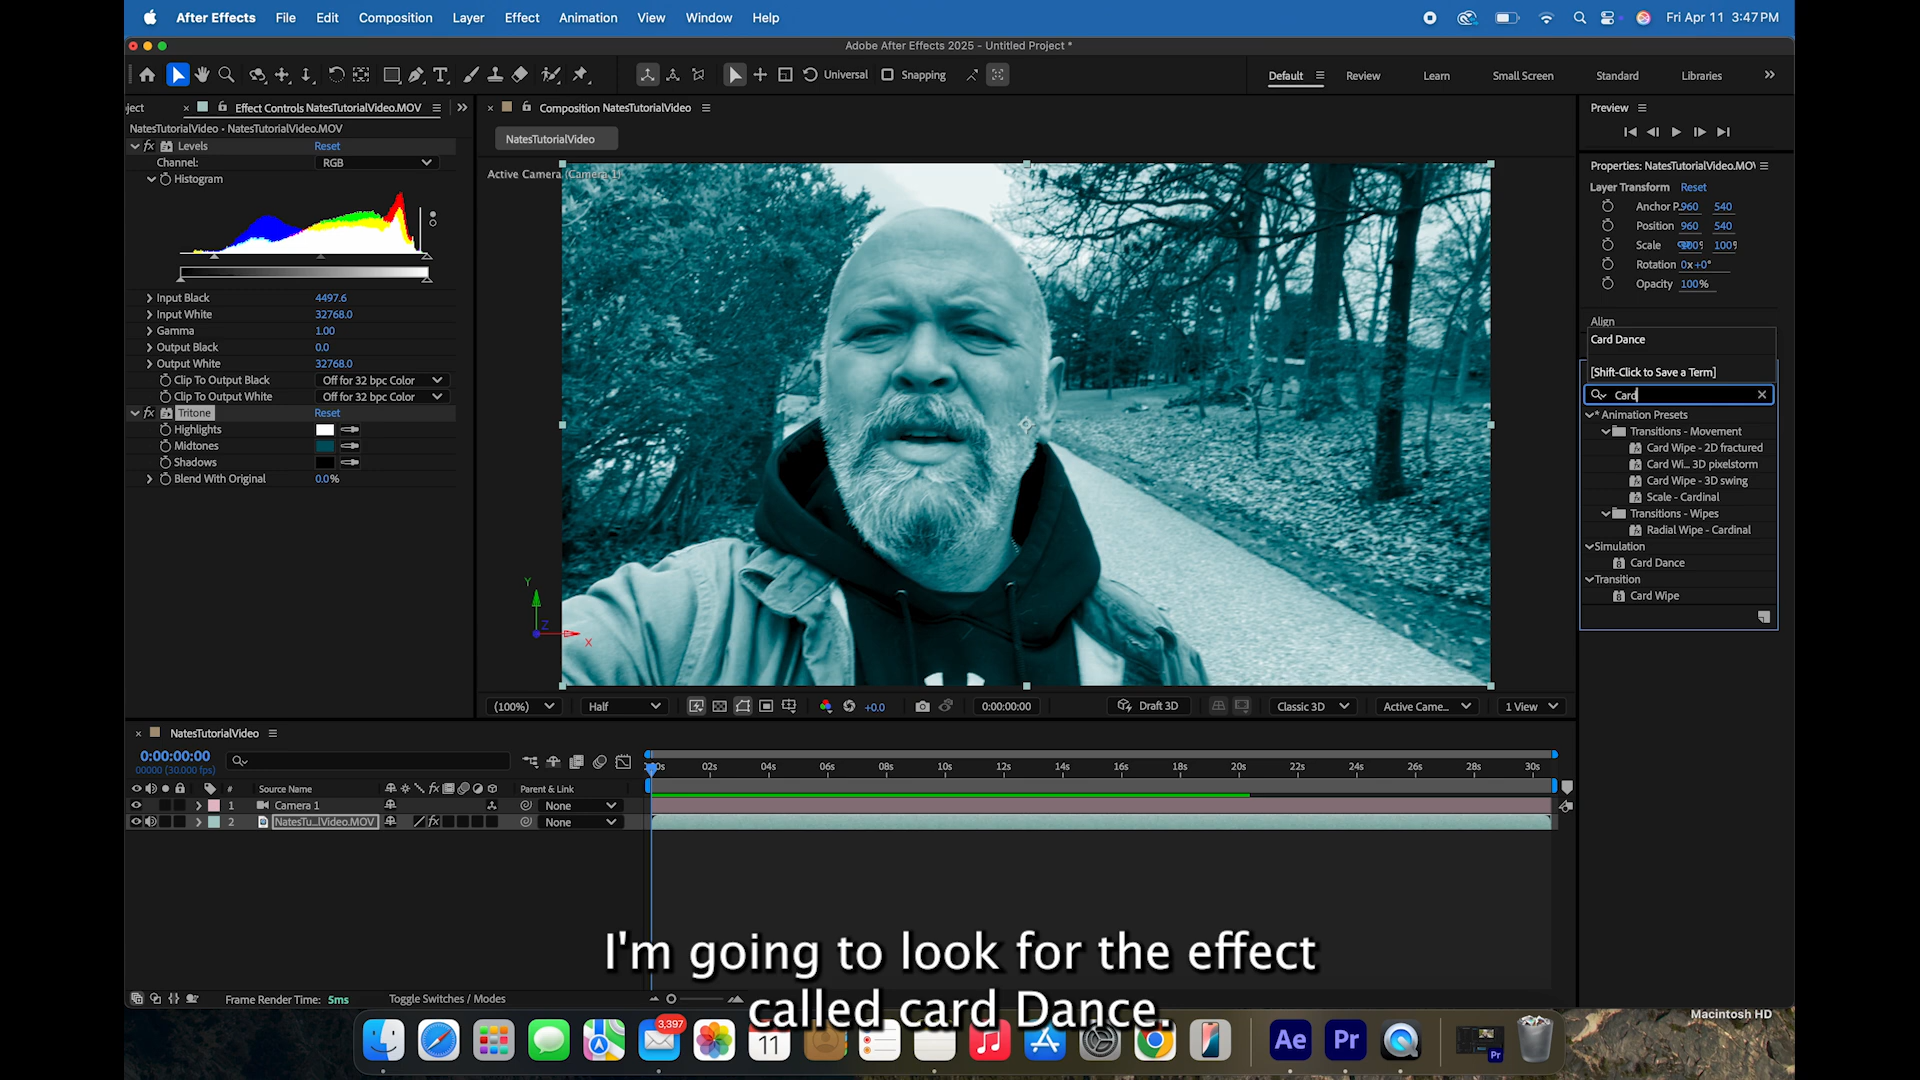 After Effects File Edit Composition Layer Effect Animation View Window Help Fri Apr 11 3:47PM
Adobe After Effects 2025 - Untitled Project *
Universal Snapping Default Review Learn Small Screen Standard Libraries
ject × Effect Controls NatesTutorialVideo.MOV
× Composition NatesTutorialVideo
Preview
NatesTutorialVideo • NatesTutorialVideo.MOV
NatesTutorialVideo
Levels Reset
Channel: RGB
Histogram
Input Black 4497.6
Input White 32768.0
Gamma 1.00
Output Black 0.0
Output White 32768.0
Clip To Output Black Off for 32 bpc Color
Clip To Output White Off for 32 bpc Color
Tritone Reset
Highlights
Midtones
Shadows
Blend With Original 0.0%
Active Camera (Camera 1)
Y
Z
X
(100%) Half +0.0 0:00:00:00 Draft 3D Classic 3D Active Came... 1 View
Properties: NatesTutorialVideo.MOV
Layer Transform Reset
Anchor P. 960 540
Position 960 540
Scale 100% 100%
Rotation 0x+0°
Opacity 100%
Align
Card Dance
[Shift-Click to Save a Term]
Card
* Animation Presets
Transitions - Movement
Card Wipe - 2D fractured
Card Wi... 3D pixelstorm
Card Wipe - 3D swing
Scale - Cardinal
Transitions - Wipes
Radial Wipe - Cardinal
Simulation
Card Dance
Transition
Card Wipe
× NatesTutorialVideo
0:00:00:00
00000 (30.000 fps)
02s 04s 06s 08s 10s 12s 14s 16s 18s 20s 22s 24s 26s 28s 30s
# Source Name Parent & Link
1 Camera 1 None
2 NatesTu...lVideo.MOV None
Frame Render Time: 5ms Toggle Switches / Modes
I'm going to look for the effect
called card Dance.
Macintosh HD
3,397
11
Ae
Pr
Pr